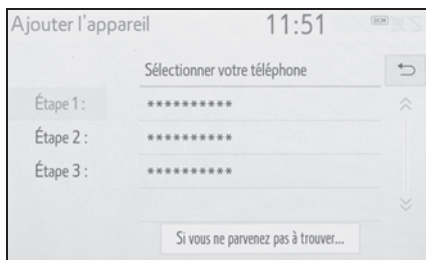 Ajouter l'appareil 11:51 DCM
Sélectionner votre téléphone
Étape 1 : **********
Étape 2 : **********
Étape 3 : **********
Si vous ne parvenez pas à trouver...